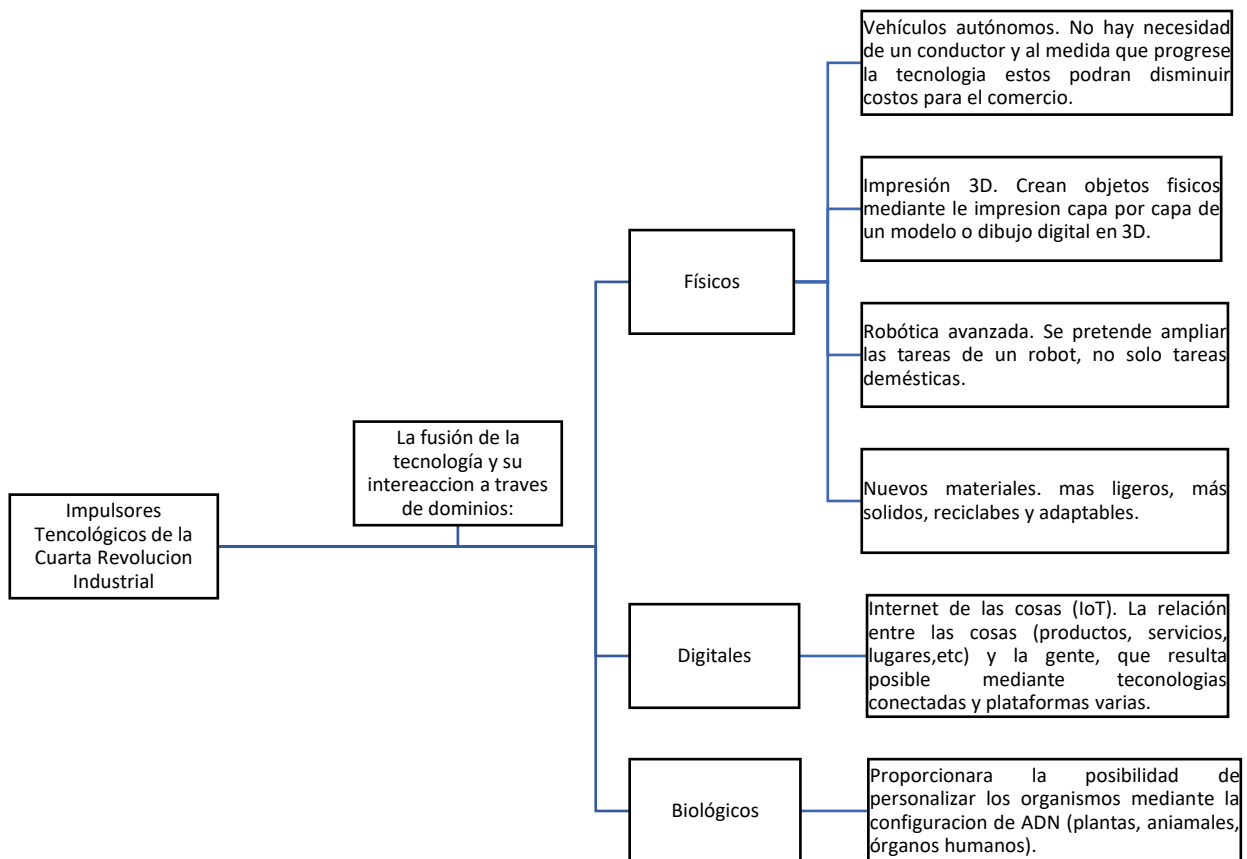 Impulsores
Tencológicos de la
Cuarta Revolucion
Industrial
La fusión de la
tecnología y su
intereaccion a traves
de dominios:
Físicos
Vehículos autónomos. No hay necesidad
de un conductor y al medida que progrese
la tecnologia estos podran disminuir
costos para el comercio.
Impresión 3D. Crean objetos fisicos
mediante le impresion capa por capa de
un modelo o dibujo digital en 3D.
Robótica avanzada. Se pretende ampliar
las tareas de un robot, no solo tareas
demésticas.
Nuevos materiales. mas ligeros, más
solidos, reciclabes y adaptables.
Digitales
Internet de las cosas (IoT). La relación
entre las cosas (productos, servicios,
lugares,etc) y la gente, que resulta
posible mediante teconologias
conectadas y plataformas varias.
Biológicos
Proporcionara la posibilidad de
personalizar los organismos mediante la
configuracion de ADN (plantas, aniamales,
órganos humanos).